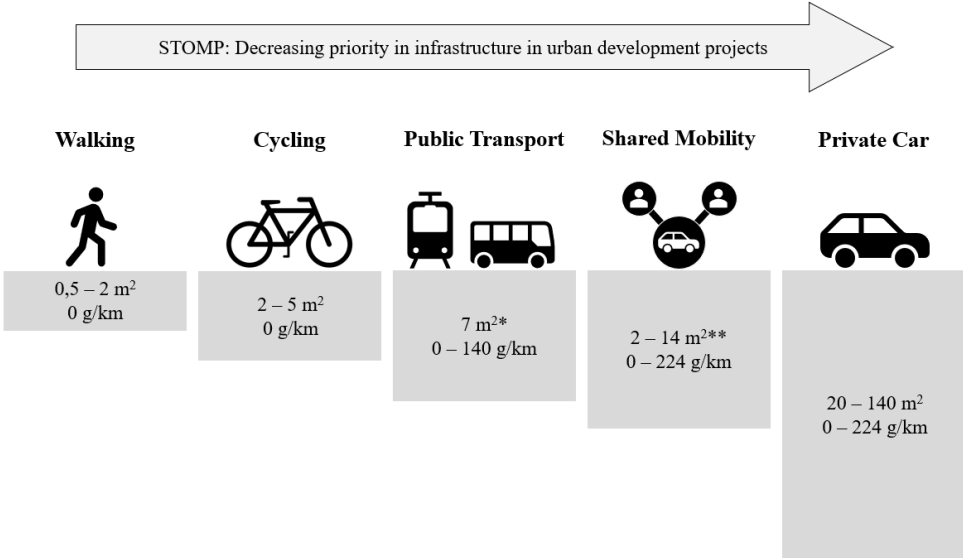 STOMP: Decreasing priority in infrastructure in urban development projects
Walking
Cycling
Public Transport
Shared Mobility
Private Car
0,5 – 2 m²
0 g/km
2 – 5 m²
0 g/km
7 m²*
0 – 140 g/km
2 – 14 m²**
0 – 224 g/km
20 – 140 m²
0 – 224 g/km